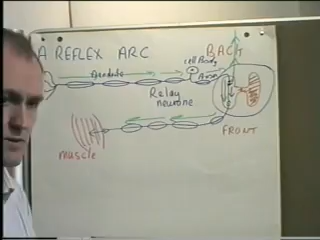 A REFLEX ARC
BACK
cell Body
Dendrite
Axon
Relay
neurone
FRONT
muscle